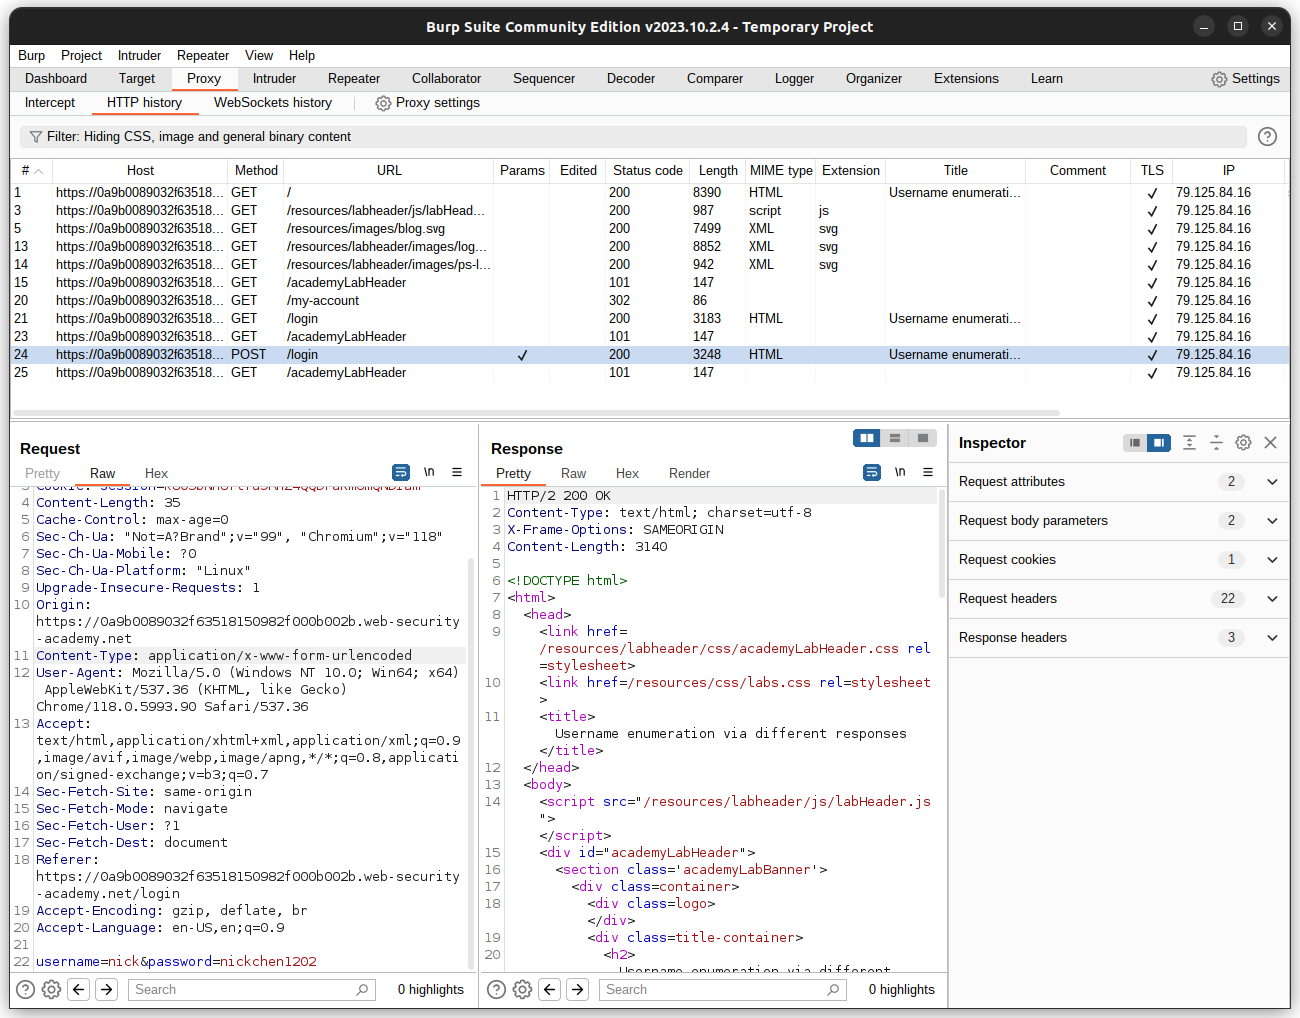 Burp Suite Community Edition v2023.10.2.4 - Temporary Project
Burp Project Intruder Repeater View Help
Dashboard Target Proxy Intruder Repeater Collaborator Sequencer Decoder Comparer Logger Organizer Extensions Learn Settings
Intercept HTTP history WebSockets history Proxy settings
Filter: Hiding CSS, image and general binary content
# Host Method URL Params Edited Status code Length MIME type Extension Title Comment TLS IP
1 https://0a9b0089032f63518... GET / 200 8390 HTML Username enumerati... ✓ 79.125.84.16
3 https://0a9b0089032f63518... GET /resources/labheader/js/labHead... 200 987 script js ✓ 79.125.84.16
5 https://0a9b0089032f63518... GET /resources/images/blog.svg 200 7499 XML svg ✓ 79.125.84.16
13 https://0a9b0089032f63518... GET /resources/labheader/images/log... 200 8852 XML svg ✓ 79.125.84.16
14 https://0a9b0089032f63518... GET /resources/labheader/images/ps-l... 200 942 XML svg ✓ 79.125.84.16
15 https://0a9b0089032f63518... GET /academyLabHeader 101 147 ✓ 79.125.84.16
20 https://0a9b0089032f63518... GET /my-account 302 86 ✓ 79.125.84.16
21 https://0a9b0089032f63518... GET /login 200 3183 HTML Username enumerati... ✓ 79.125.84.16
23 https://0a9b0089032f63518... GET /academyLabHeader 101 147 ✓ 79.125.84.16
24 https://0a9b0089032f63518... POST /login ✓ 200 3248 HTML Username enumerati... ✓ 79.125.84.16
25 https://0a9b0089032f63518... GET /academyLabHeader 101 147 ✓ 79.125.84.16
Request
Pretty Raw Hex \n
4 Content-Length: 35
5 Cache-Control: max-age=0
6 Sec-Ch-Ua: "Not=A?Brand";v="99", "Chromium";v="118"
7 Sec-Ch-Ua-Mobile: ?0
8 Sec-Ch-Ua-Platform: "Linux"
9 Upgrade-Insecure-Requests: 1
10 Origin:
https://0a9b0089032f63518150982f000b002b.web-security
-academy.net
11 Content-Type: application/x-www-form-urlencoded
12 User-Agent: Mozilla/5.0 (Windows NT 10.0; Win64; x64)
AppleWebKit/537.36 (KHTML, like Gecko)
Chrome/118.0.5993.90 Safari/537.36
13 Accept:
text/html,application/xhtml+xml,application/xml;q=0.9
,image/avif,image/webp,image/apng,*/*;q=0.8,applicati
on/signed-exchange;v=b3;q=0.7
14 Sec-Fetch-Site: same-origin
15 Sec-Fetch-Mode: navigate
16 Sec-Fetch-User: ?1
17 Sec-Fetch-Dest: document
18 Referer:
https://0a9b0089032f63518150982f000b002b.web-security
-academy.net/login
19 Accept-Encoding: gzip, deflate, br
20 Accept-Language: en-US,en;q=0.9
21
22 username=nick&password=nickchen1202
Search 0 highlights
Response
Pretty Raw Hex Render \n
1 HTTP/2 200 OK
2 Content-Type: text/html; charset=utf-8
3 X-Frame-Options: SAMEORIGIN
4 Content-Length: 3140
5
6 <!DOCTYPE html>
7 <html>
8 <head>
9 <link href=
/resources/labheader/css/academyLabHeader.css rel
=stylesheet>
10 <link href=/resources/css/labs.css rel=stylesheet
>
11 <title>
Username enumeration via different responses
</title>
12 </head>
13 <body>
14 <script src="/resources/labheader/js/labHeader.js
">
</script>
15 <div id="academyLabHeader">
16 <section class='academyLabBanner'>
17 <div class=container>
18 <div class=logo>
</div>
19 <div class=title-container>
20 <h2>
Username enumeration via different
Search 0 highlights
Inspector
Request attributes 2
Request body parameters 2
Request cookies 1
Request headers 22
Response headers 3